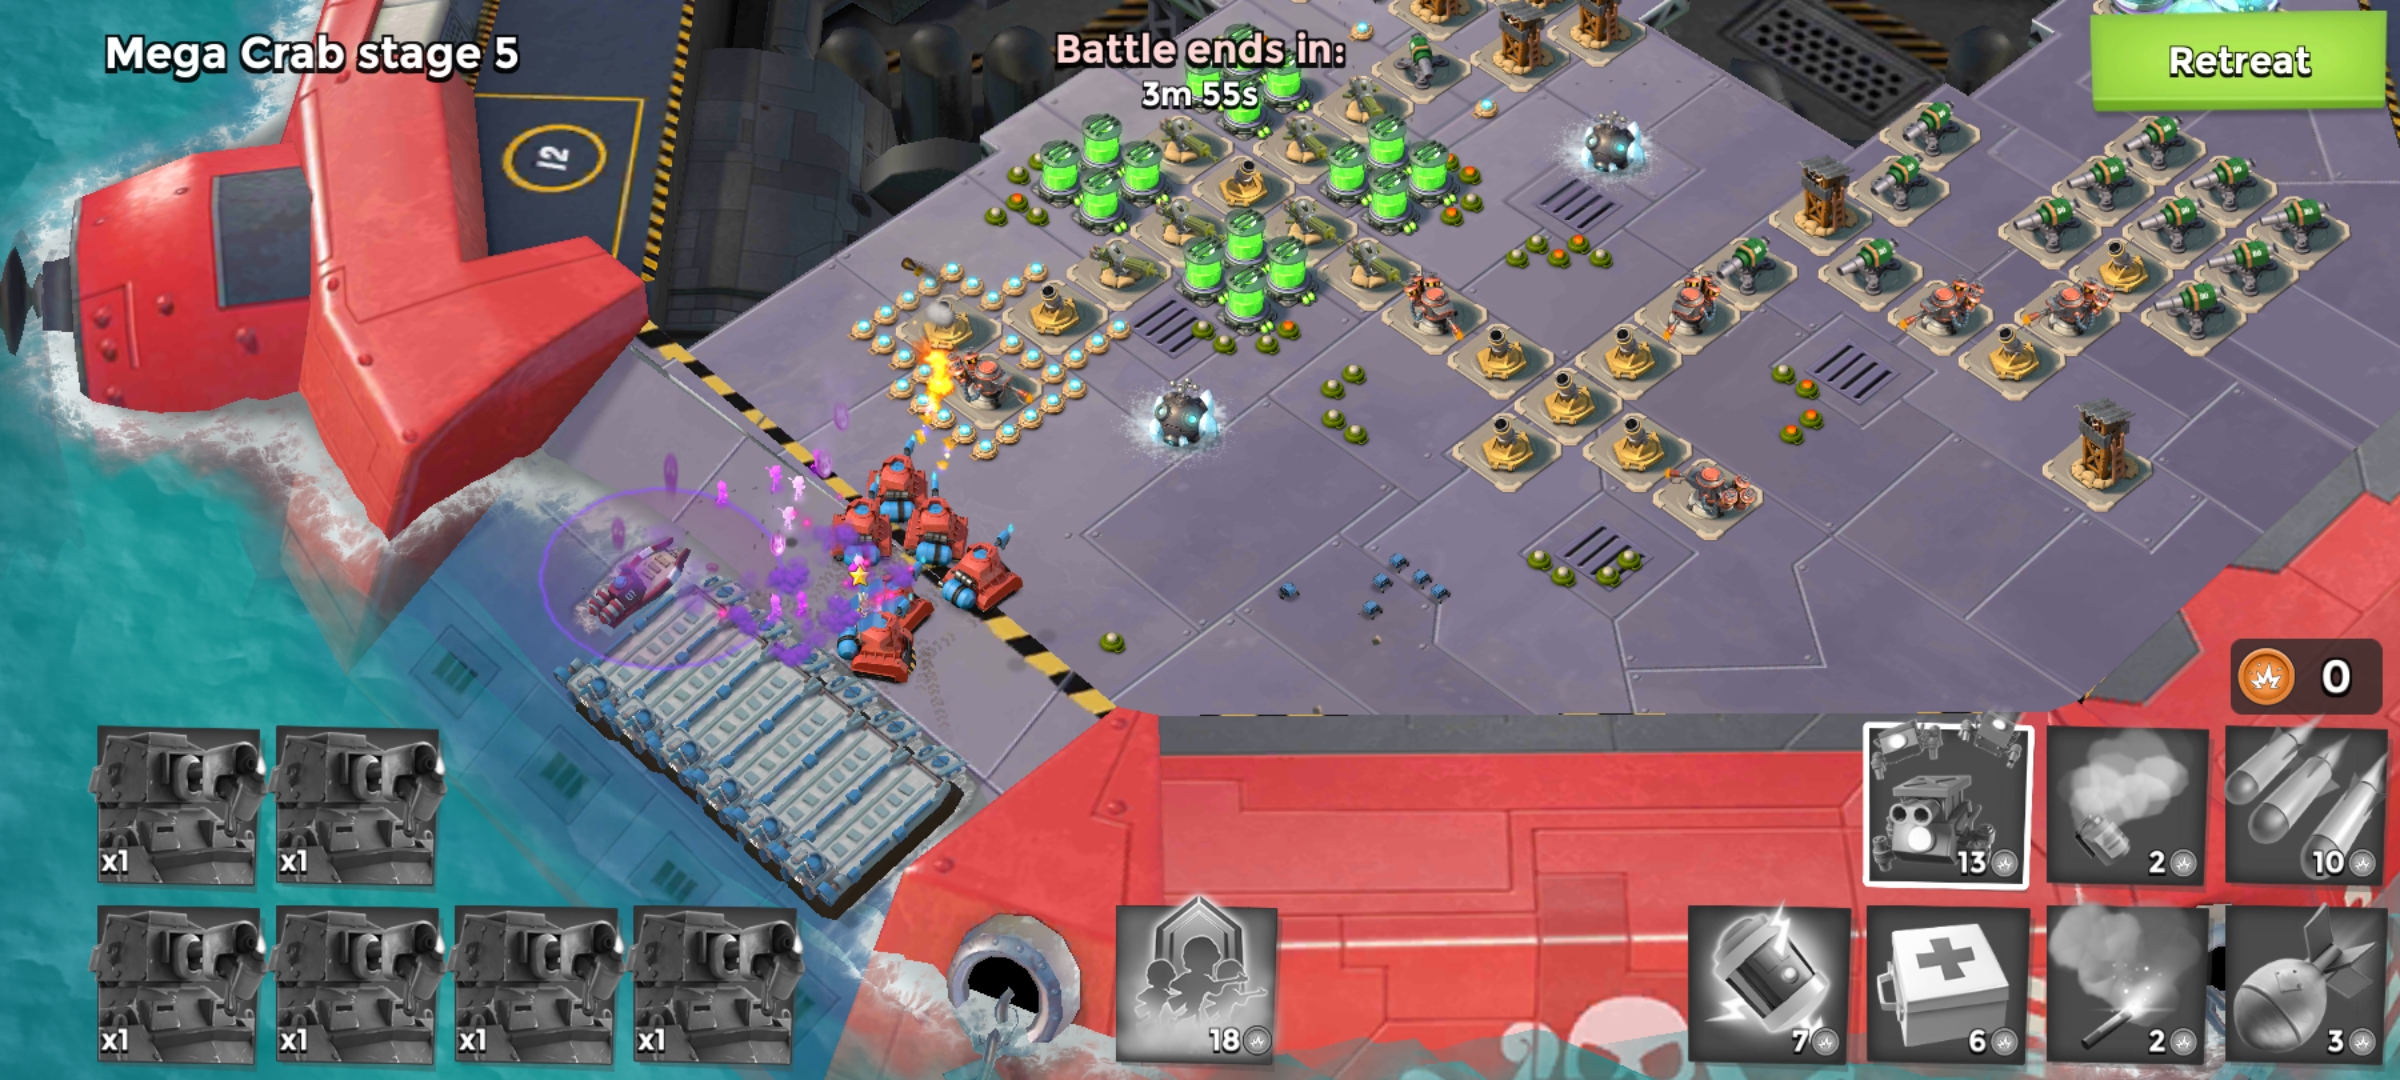 Mega Crab stage 5
Battle ends in:
3m 55s
Retreat
12
0
x1
x1
13
2
10
x1
x1
x1
x1
18
7
6
2
3